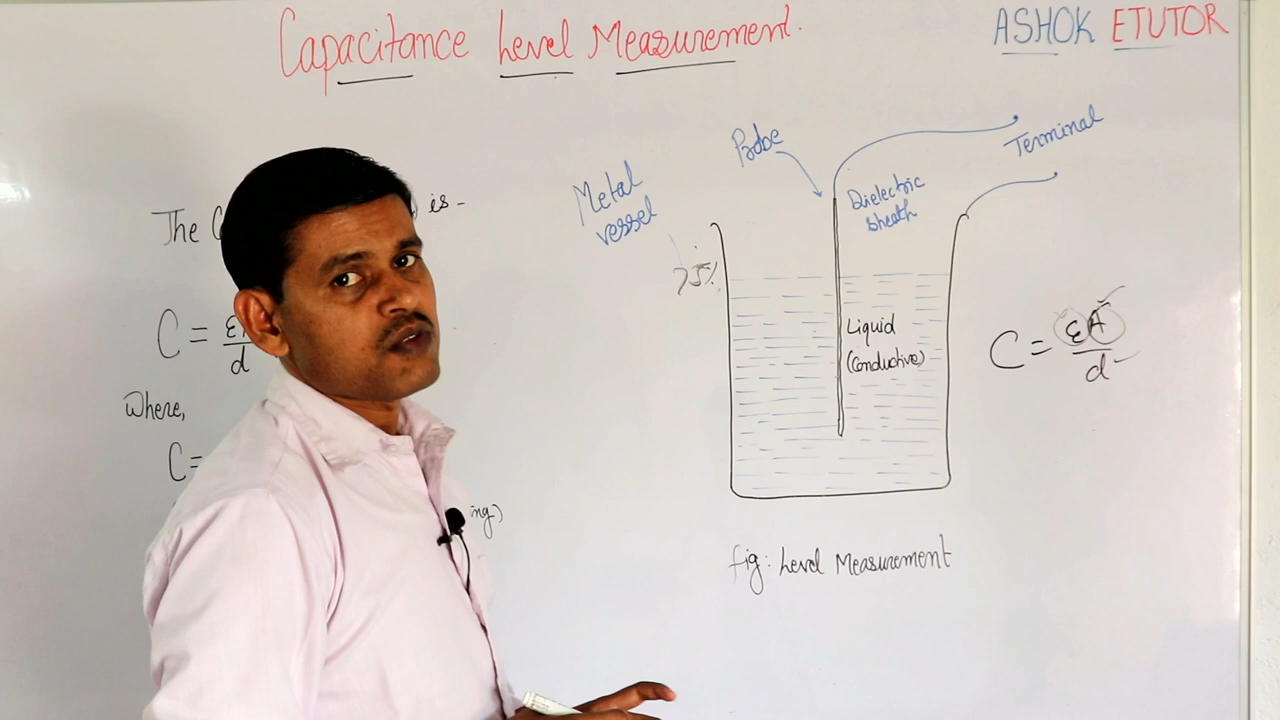 Capacitance Level Measurement.
ASHOK ETUTOR
The is -
C = d
Where,
C =
ing)
Metal
vessel
Probe
Terminal
Dielectric
Sheath
75%
Liquid
(Conductive)
C = εA
d
fig: Level Measurement